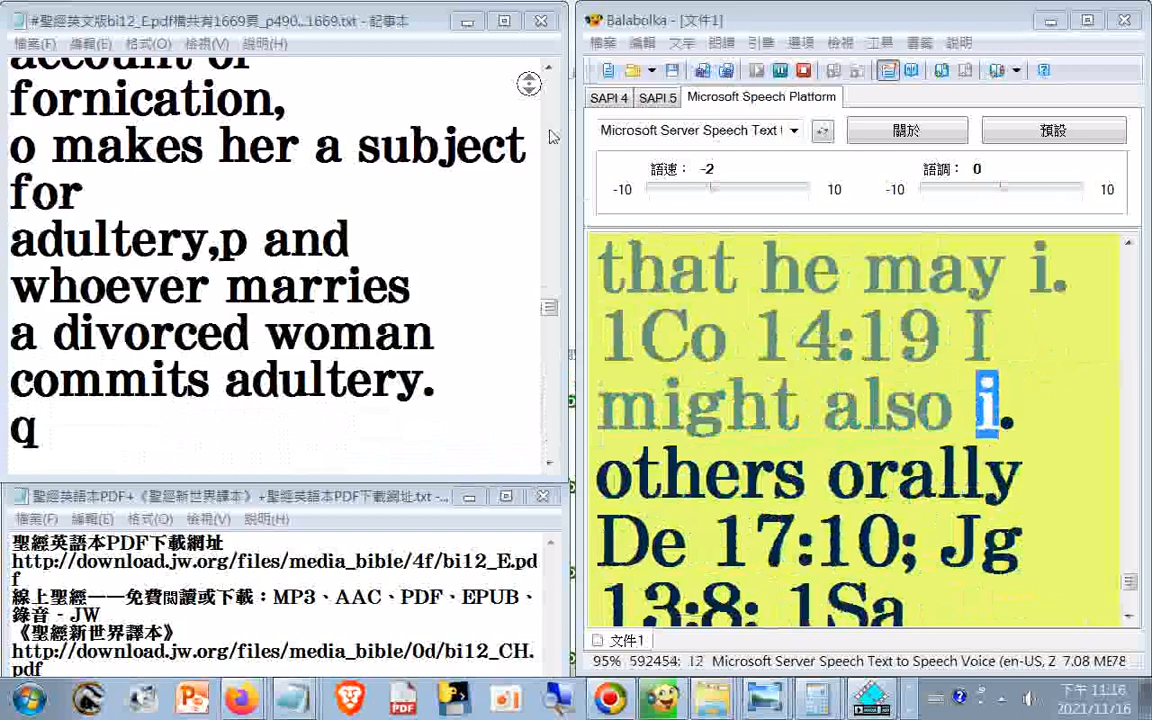 #聖經英文版bi12_E.pdf檔共有1669頁_p490...1669.txt - 記事本
檔案(F) 編輯(E) 格式(O) 檢視(V) 說明(H)
account of
fornication,
o makes her a subject
for
adultery,p and
whoever marries
a divorced woman
commits adultery.
q
聖經英語本PDF+《聖經新世界譯本》+聖經英語本PDF下載網址.txt -...
檔案(F) 編輯(E) 格式(O) 檢視(V) 說明(H)
聖經英語本PDF下載網址
http://download.jw.org/files/media_bible/4f/bi12_E.pd
f
線上聖經——免費閱讀或下載：MP3、AAC、PDF、EPUB、
錄音 - JW
《聖經新世界譯本》
http://download.jw.org/files/media_bible/0d/bi12_CH.
pdf
Balabolka - [文件1]
檔案 編輯 文字 朗讀 引擎 選項 檢視 工具 書籤 說明
SAPI 4 SAPI 5 Microsoft Speech Platform
Microsoft Server Speech Text t 關於 預設
語速： -2 語調： 0
-10 10 -10 10
that he may i.
1Co 14:19 I
might also i.
others orally
De 17:10; Jg
13:8; 1Sa
文件1
95% 592454: 12 Microsoft Server Speech Text to Speech Voice (en-US, Z 7.08 ME78
下午 11:16
2021/11/16